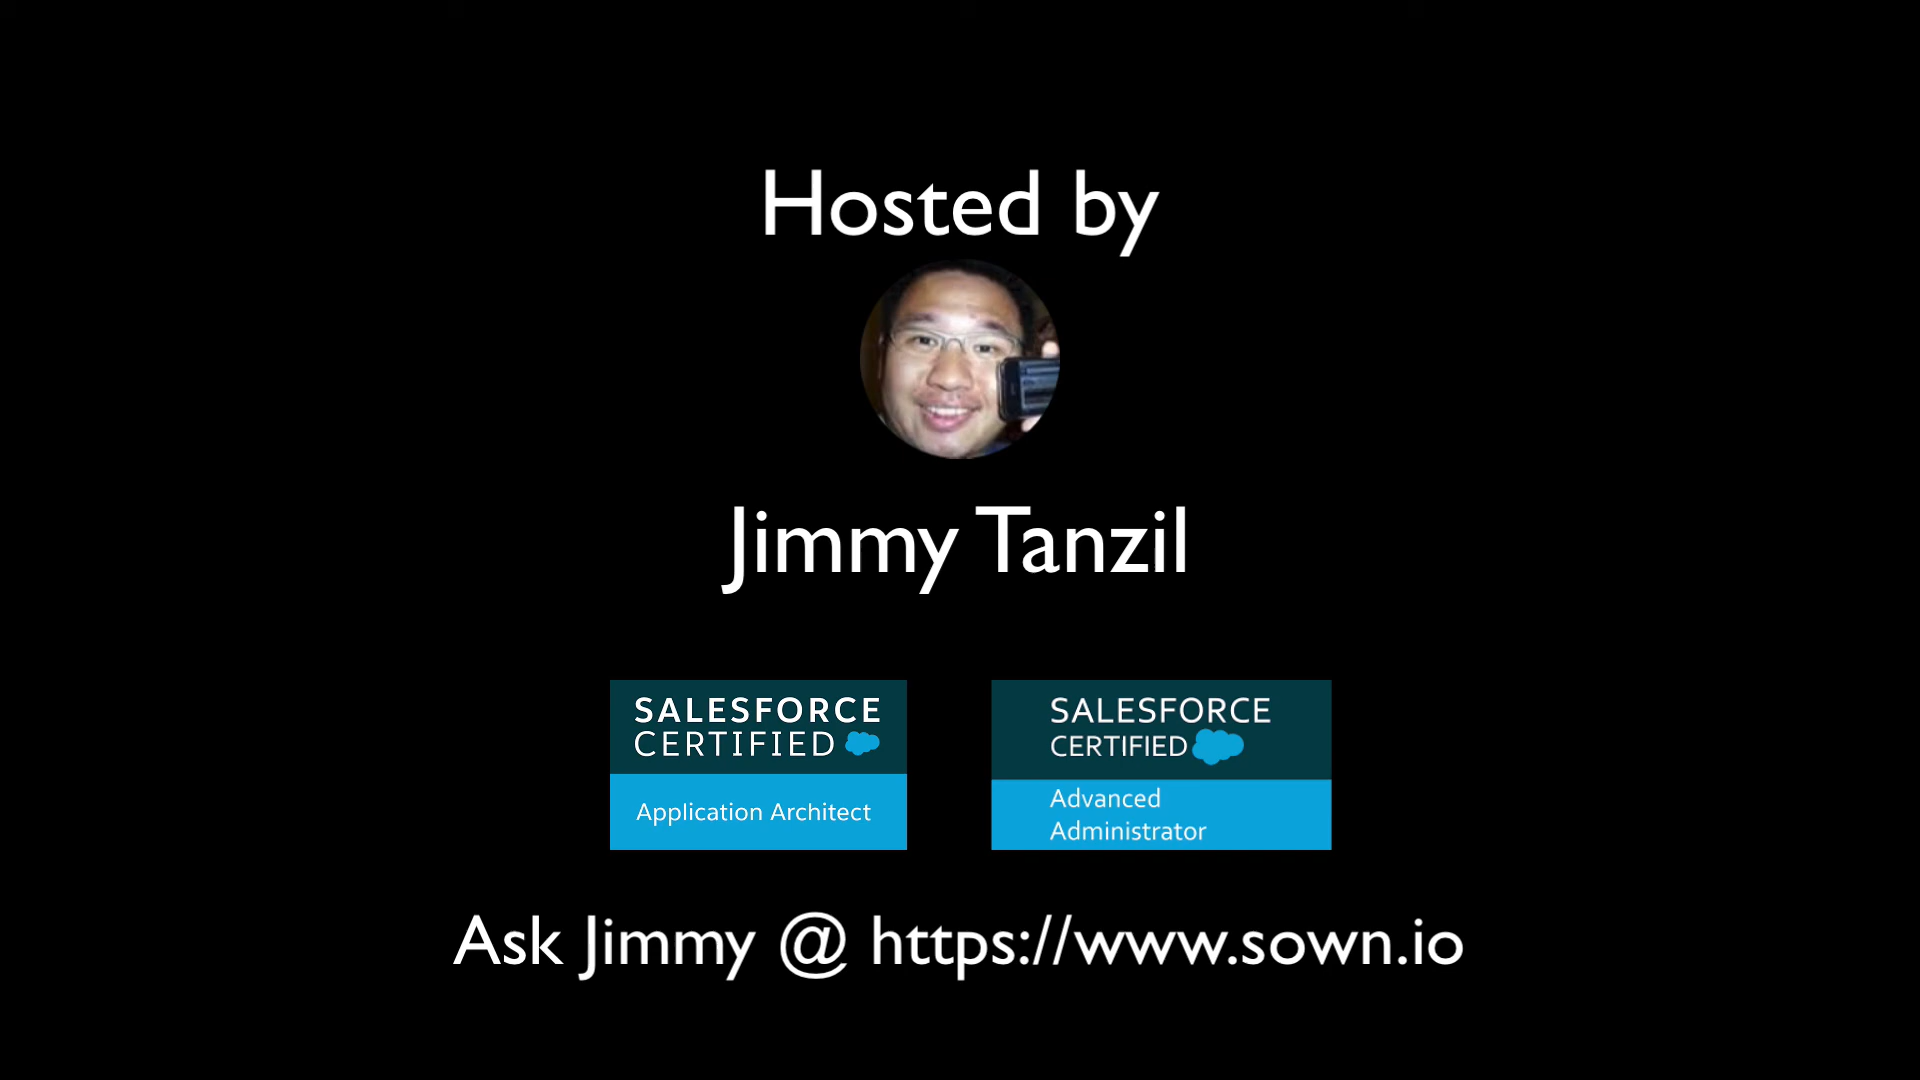 Hosted by
Jimmy Tanzil
SALESFORCE
CERTIFIED
Application Architect
SALESFORCE
CERTIFIED
Advanced
Administrator
Ask Jimmy @ https://www.sown.io